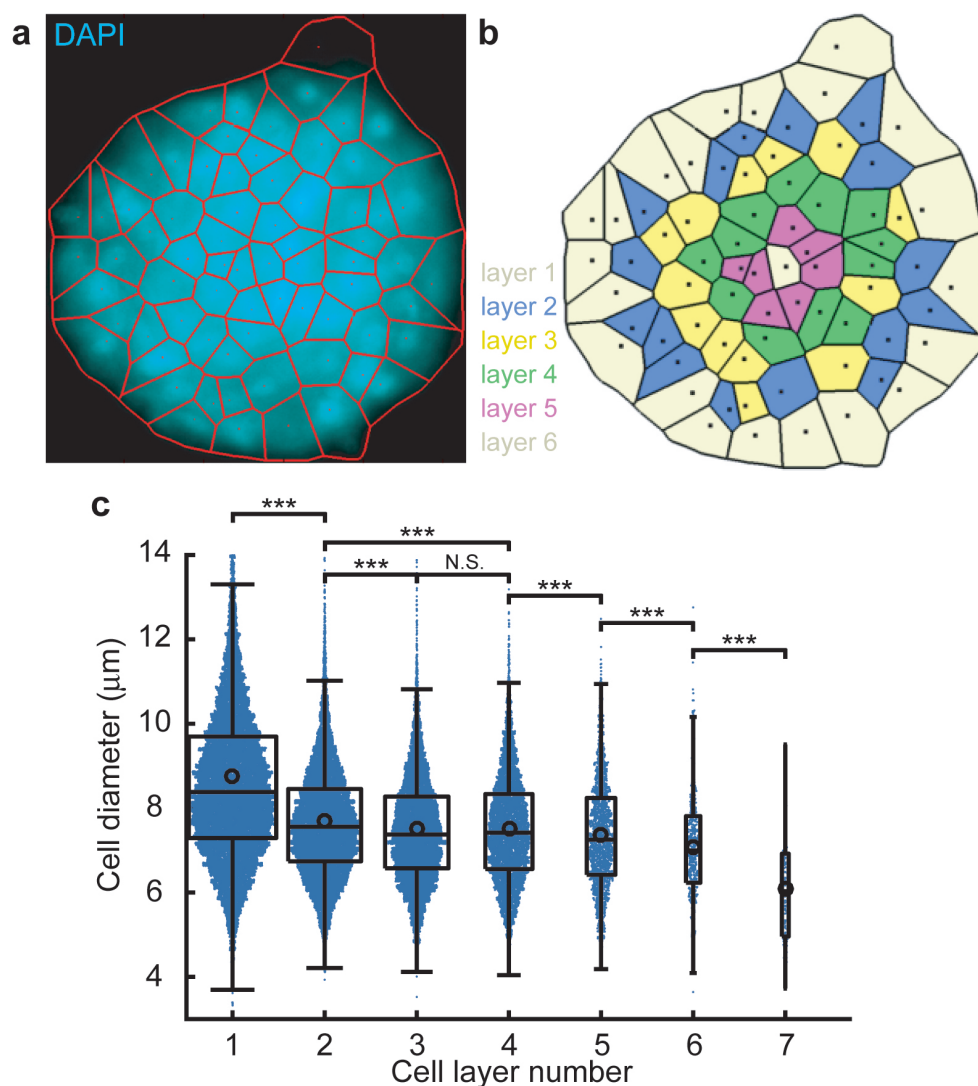 a
DAPI
b
layer 1
layer 2
layer 3
layer 4
layer 5
layer 6
c
***
***
***
N.S.
***
***
***
14
12
10
8
6
4
Cell diameter (μm)
1 2 3 4 5 6 7
Cell layer number